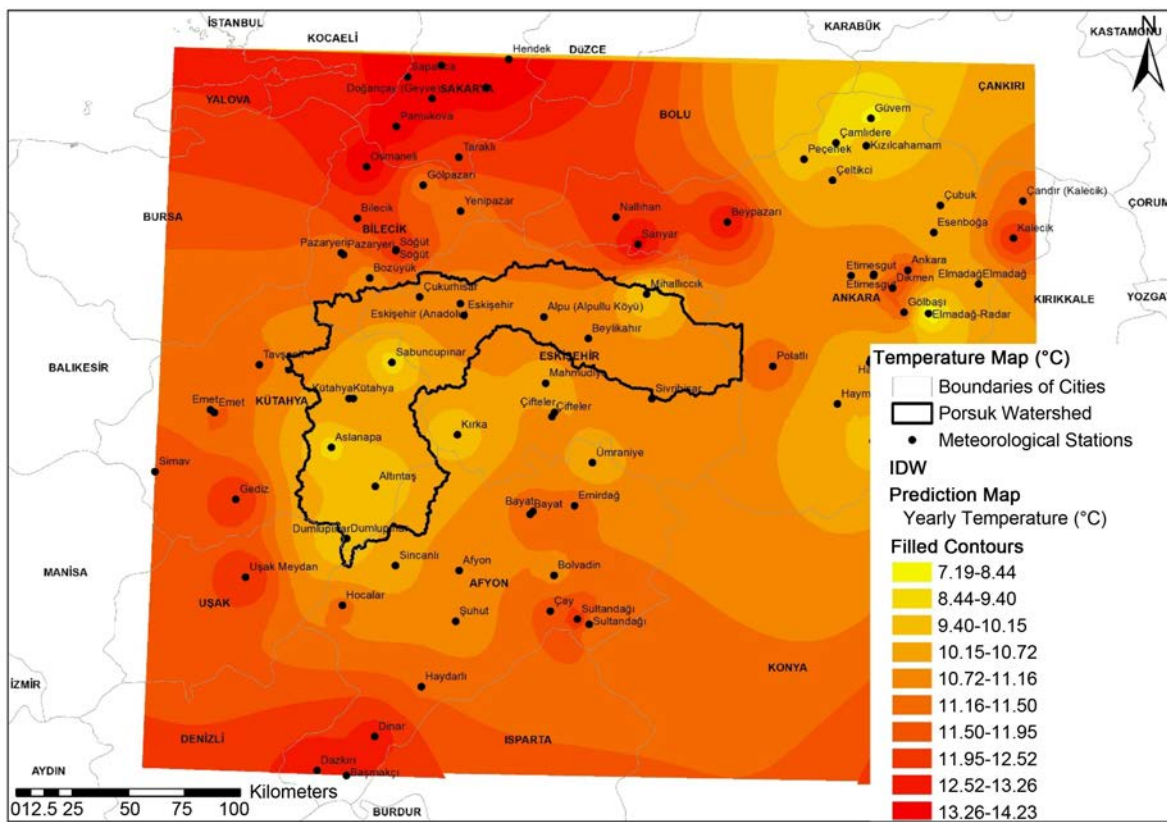 İSTANBUL
KARABÜK
KASTAMONU
N
KOCAELİ
DÜZCE
Hendek
Sapanca
Doğançay (Geyve)
SAKARYA
ÇANKIRI
YALOVA
BOLU
Güvem
Pamukova
Çamlıdere
Kızılcahamam
Peçenek
Taraklı
Osmaneli
Çeltikci
Gölpazarı
Çandır (Kalecik)
Çubuk
ÇORUM
Yenipazar
Bilecik
Nallıhan
Beypazarı
BURSA
BİLECİK
Esenboğa
Kalecik
Sarıyar
Söğüt
Pazaryeri
Pazaryeri
Söğüt
Ankara
Bozüyük
Etimesgut
Elmadağ
Elmadağ
Etimesgut
Dikmen
Mihallıccık
Çukurhisar
ANKARA
KIRIKKALE
YOZGA
Eskişehir
Alpu (Alpullu Köyü)
Gölbaşı
Eskişehir (Anadolu
Elmadağ-Radar
Beylikahır
ESKİŞEHİR
Sabuncupınar
Polatlı
BALIKESİR
Tavş
Temperature Map (°C)
Ha
Mahmudiy
Boundaries of Cities
Kütahya
Kütahya
Sivrihisar
Haym
KÜTAHYA
Porsuk Watershed
Emet
Emet
Çifteler
Çifteler
Meteorological Stations
Kırka
Aslanapa
Ümraniye
IDW
Simav
Altıntaş
Prediction Map
Gediz
Emirdağ
Bayat
Bayat
Yearly Temperature (°C)
Dumlupınar
Dumlupınar
Filled Contours
Sincanlı
Afyon
Bolvadin
7.19-8.44
MANİSA
Uşak Meydan
AFYON
8.44-9.40
UŞAK
Hocalar
Çay
Sultandağı
Sultandağı
9.40-10.15
Şuhut
10.15-10.72
KONYA
10.72-11.16
İZMİR
Haydarlı
11.16-11.50
11.50-11.95
DENİZLİ
Dinar
ISPARTA
11.95-12.52
AYDIN
Dazkırı
Başmakçı
12.52-13.26
Kilometers
13.26-14.23
012.5 25 50 75 100
BURDUR